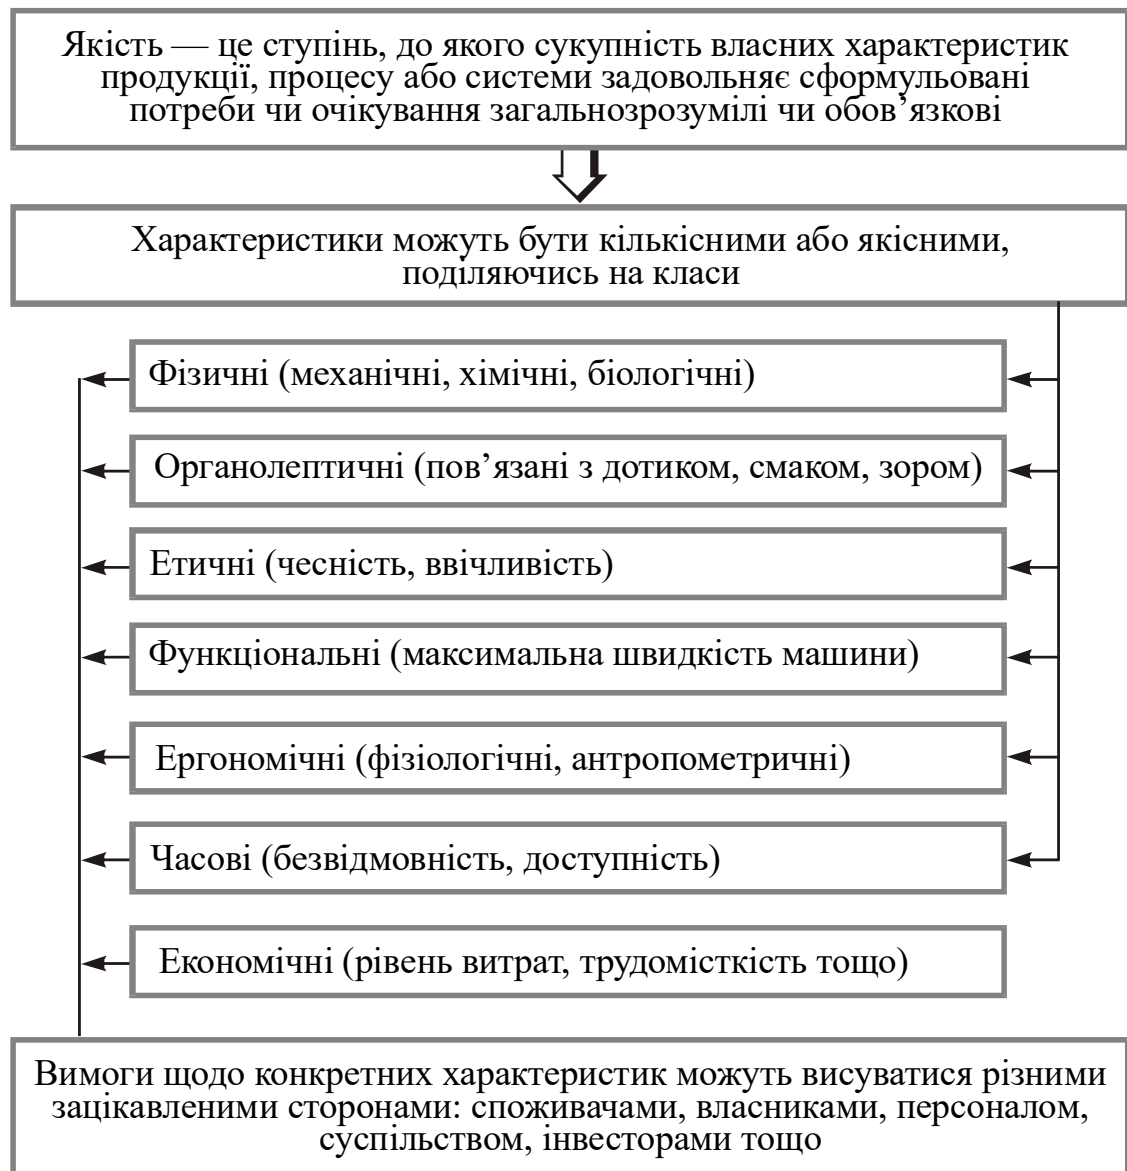 Якість — це ступінь, до якого сукупність власних характеристик
продукції, процесу або системи задовольняє сформульовані
потреби чи очікування загальнозрозумілі чи обов’язкові
Характеристики можуть бути кількісними або якісними,
поділяючись на класи
Фізичні (механічні, хімічні, біологічні)
Органолептичні (пов’язані з дотиком, смаком, зором)
Етичні (чесність, ввічливість)
Функціональні (максимальна швидкість машини)
Ергономічні (фізіологічні, антропометричні)
Часові (безвідмовність, доступність)
Економічні (рівень витрат, трудомісткість тощо)
Вимоги щодо конкретних характеристик можуть висуватися різними
зацікавленими сторонами: споживачами, власниками, персоналом,
суспільством, інвесторами тощо